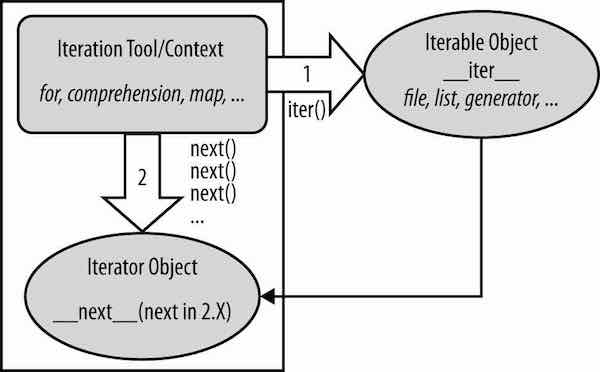 Iteration Tool/Context
for, comprehension, map, ...
1
iter()
Iterable Object
__iter__
file, list, generator, ...
2
next()
next()
next()
...
Iterator Object
__next__(next in 2.X)